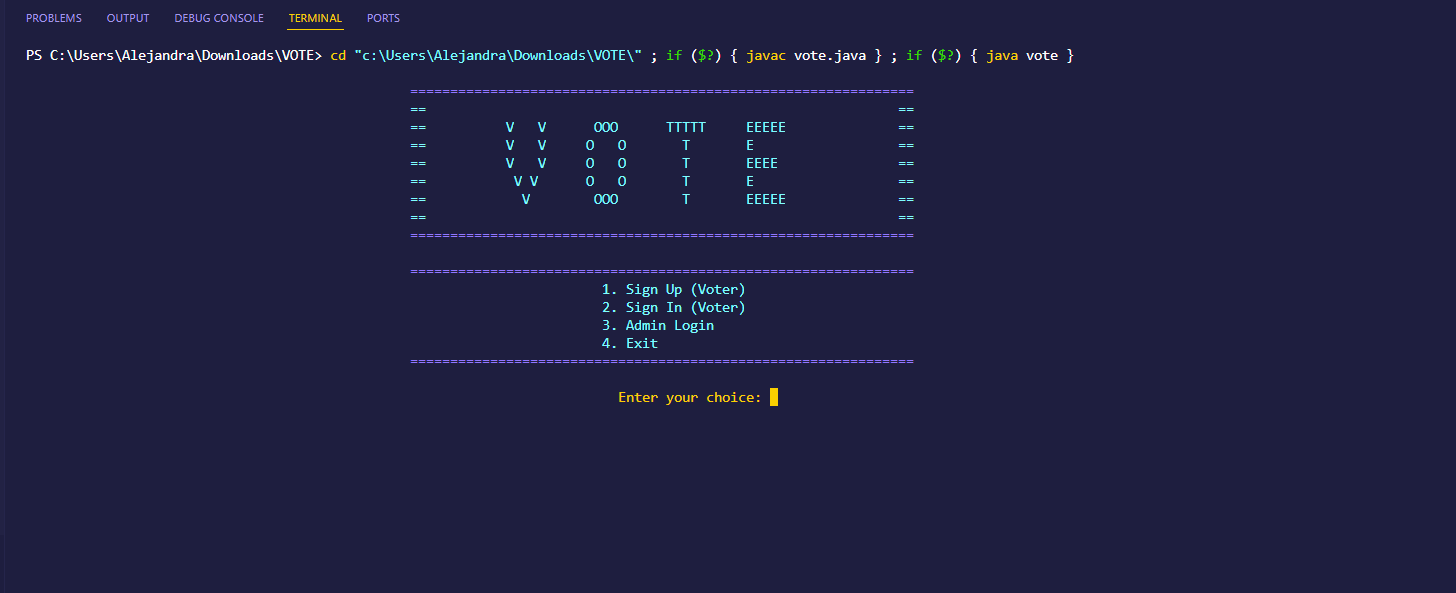 PROBLEMS OUTPUT DEBUG CONSOLE TERMINAL PORTS
PS C:\Users\Alejandra\Downloads\VOTE> cd "c:\Users\Alejandra\Downloads\VOTE\" ; if ($?) { javac vote.java } ; if ($?) { java vote }
===============================================================
==                                                           ==
==          V   V      OOO      TTTTT     EEEEE              ==
==          V   V     O   O       T       E                  ==
==          V   V     O   O       T       EEEE               ==
==           V V      O   O       T       E                  ==
==            V        OOO        T       EEEEE              ==
==                                                           ==
===============================================================
===============================================================
1. Sign Up (Voter)
2. Sign In (Voter)
3. Admin Login
4. Exit
===============================================================
Enter your choice: